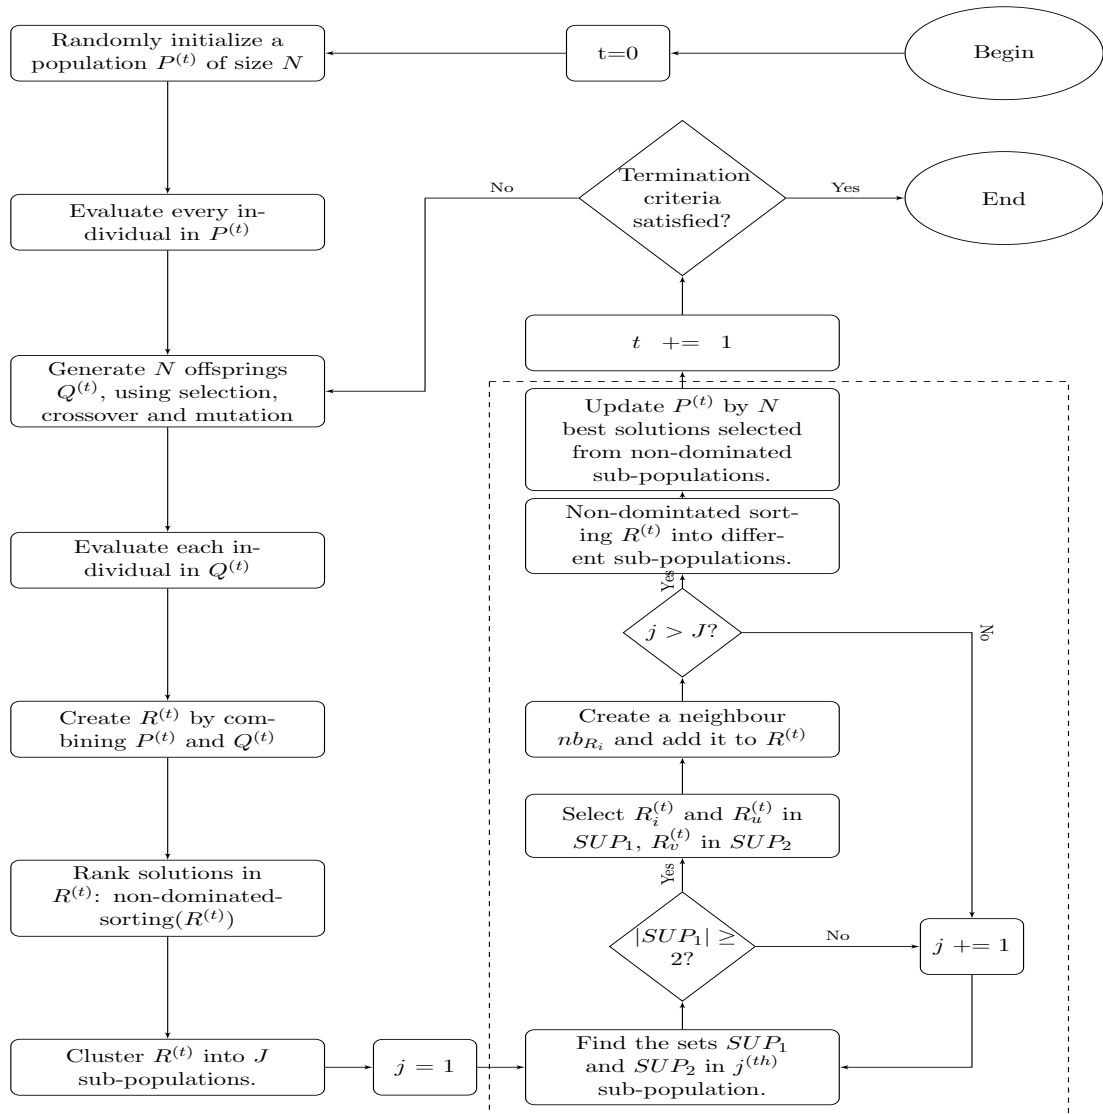 Begin
t=0
Randomly initialize a
population P^{(t)} of size N
Evaluate every in-
dividual in P^{(t)}
Generate N offsprings
Q^{(t)}, using selection,
crossover and mutation
Evaluate each in-
dividual in Q^{(t)}
Create R^{(t)} by com-
bining P^{(t)} and Q^{(t)}
Rank solutions in
R^{(t)}: non-dominated-
sorting(R^{(t)})
Cluster R^{(t)} into J
sub-populations.
j = 1
Find the sets SUP_1
and SUP_2 in j^{(th)}
sub-population.
|SUP_1| ≥
2?
No
j += 1
Yes
Select R_i^{(t)} and R_u^{(t)} in
SUP_1, R_v^{(t)} in SUP_2
Create a neighbour
nb_{R_i} and add it to R^{(t)}
j > J?
No
Yes
Non-domintated sort-
ing R^{(t)} into differ-
ent sub-populations.
Update P^{(t)} by N
best solutions selected
from non-dominated
sub-populations.
t += 1
Termination
criteria
satisfied?
No
Yes
End